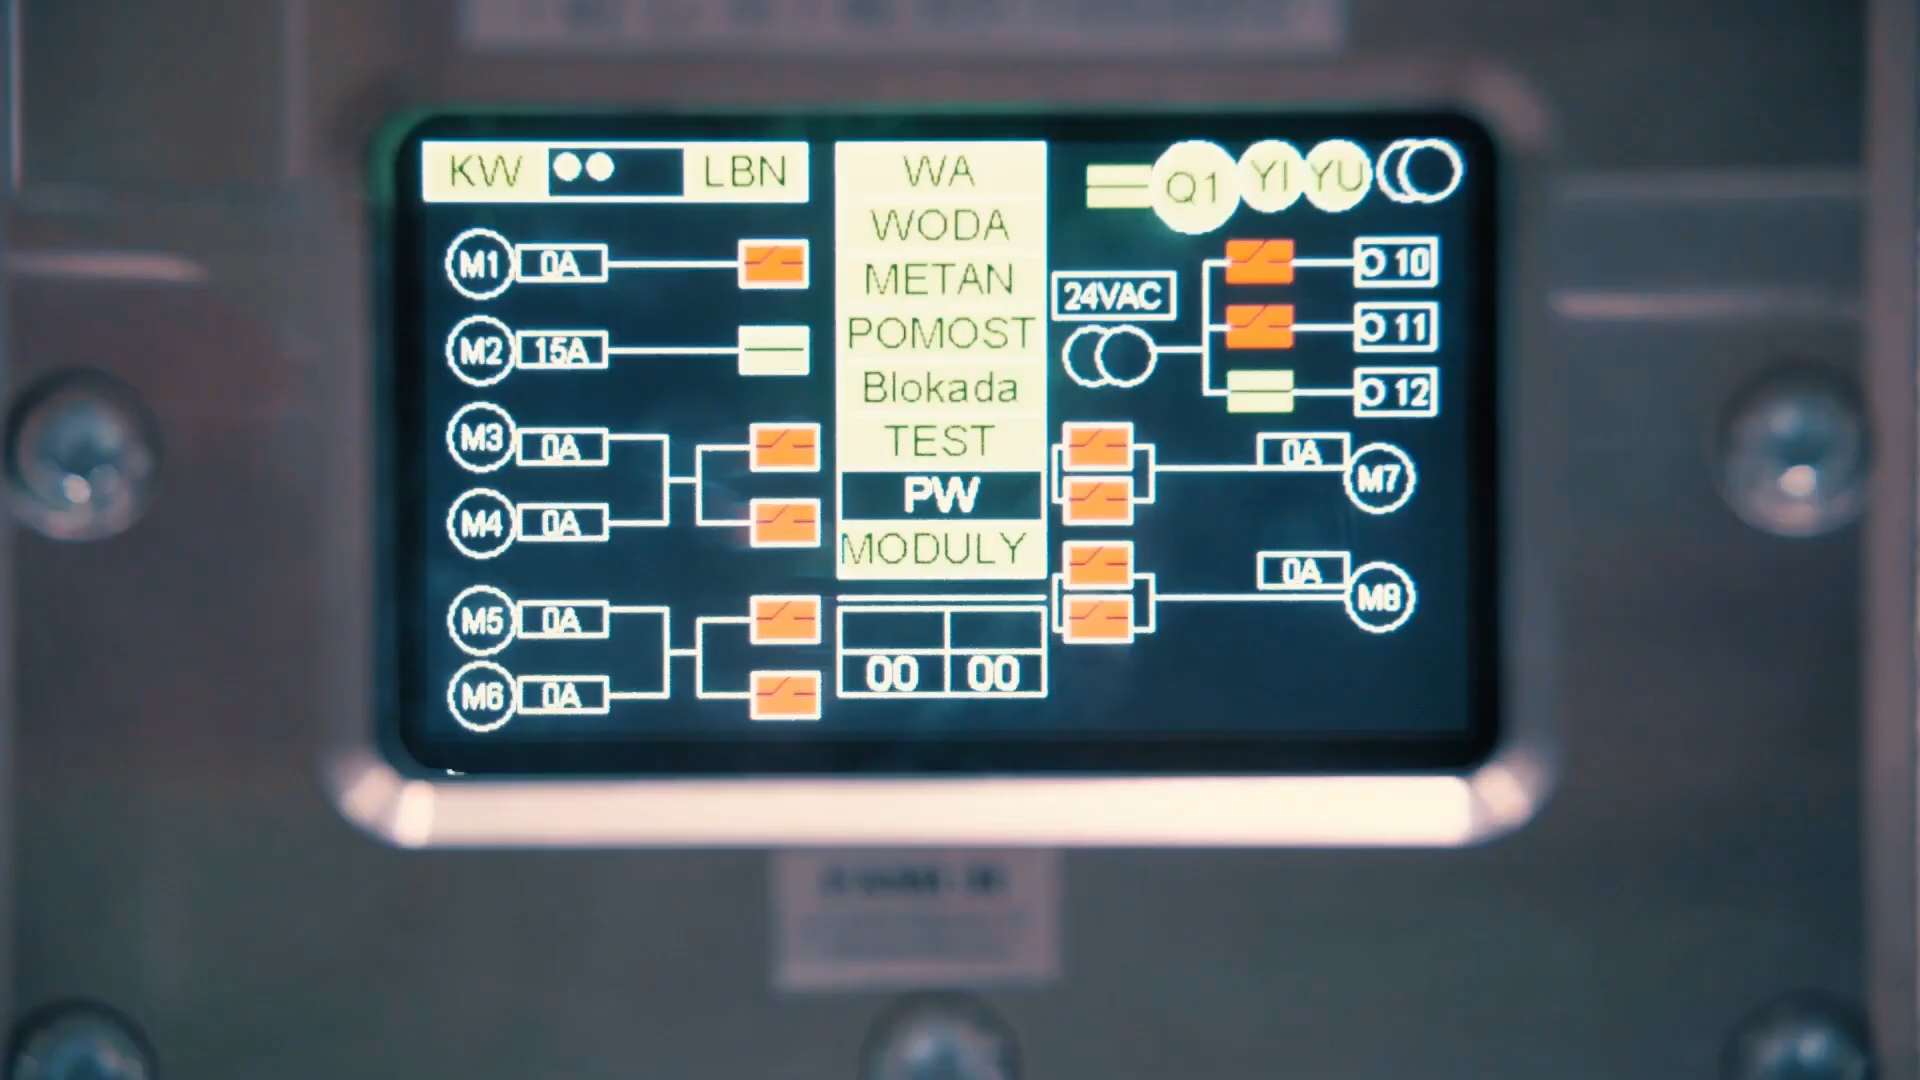 KW LBN
M1 0A
M2 15A
M3 0A
M4 0A
M5 0A
M6 0A
WA
WODA
METAN
POMOST
Blokada
TEST
PW
MODULY
00 00
Q1 YI YU
24VAC
O 10
O 11
O 12
0A M7
0A M8